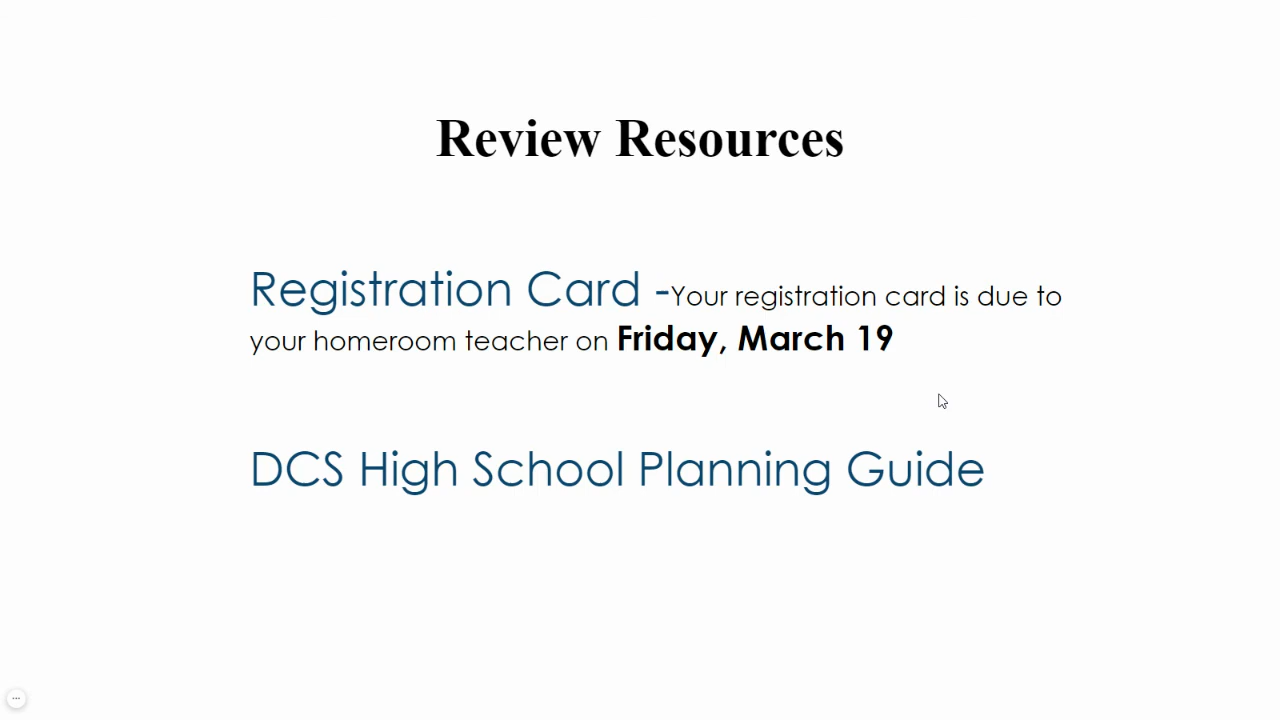 Review Resources
Registration Card -Your registration card is due to
your homeroom teacher on Friday, March 19
DCS High School Planning Guide